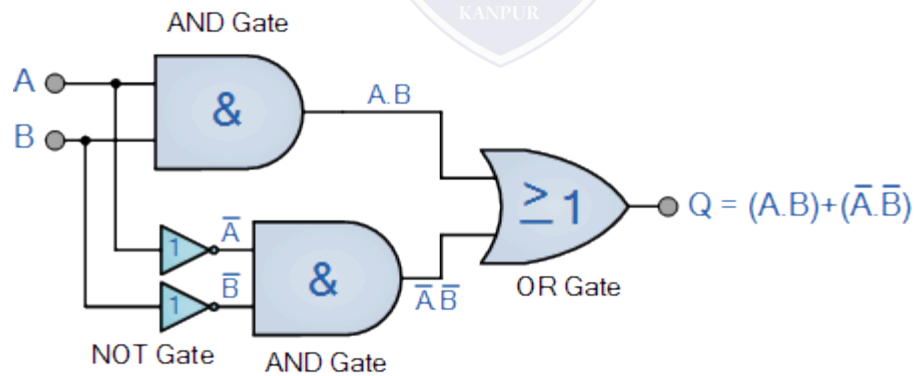 KANPUR
AND Gate
A
&
A.B
B
≥ 1
Q = (A.B)+(A̅.B̅)
1
A̅
&
1
B̅
A̅.B̅
OR Gate
NOT Gate
AND Gate